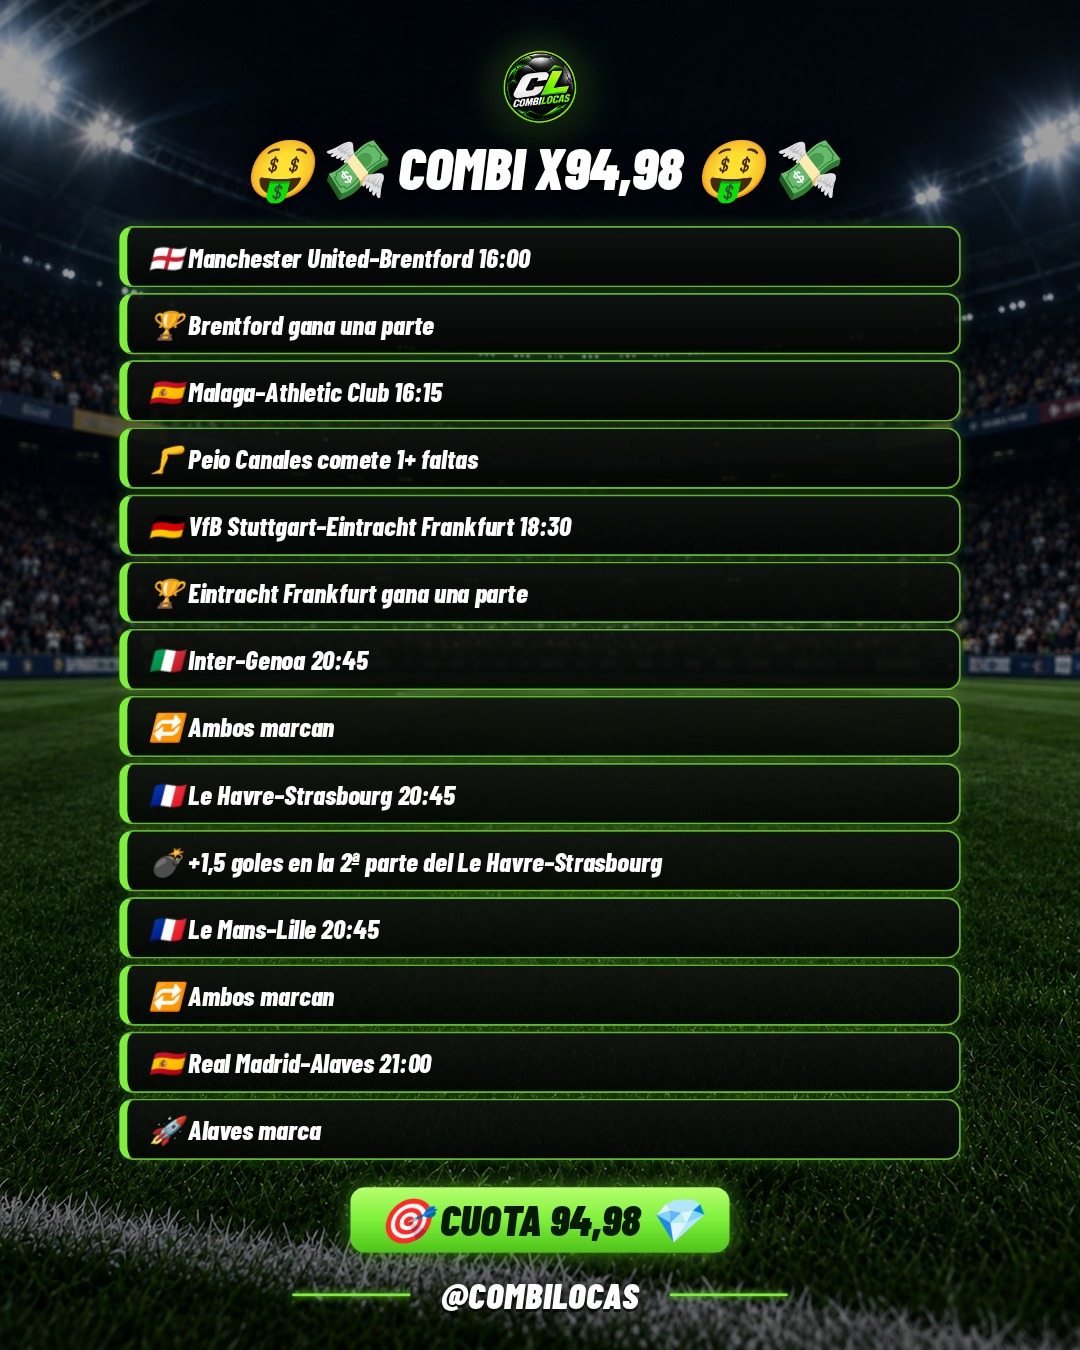 CL
COMBILOCAS
🤑💸 COMBI X94,98 🤑💸
🏴󠁧󠁢󠁥󠁮󠁧󠁿Manchester United-Brentford 16:00
🏆Brentford gana una parte
🇪🇸Malaga-Athletic Club 16:15
🦵Peio Canales comete 1+ faltas
🇩🇪VfB Stuttgart-Eintracht Frankfurt 18:30
🏆Eintracht Frankfurt gana una parte
🇮🇹Inter-Genoa 20:45
🔁Ambos marcan
🇫🇷Le Havre-Strasbourg 20:45
💣+1,5 goles en la 2ª parte del Le Havre-Strasbourg
🇫🇷Le Mans-Lille 20:45
🔁Ambos marcan
🇪🇸Real Madrid-Alaves 21:00
🚀Alaves marca
🎯CUOTA 94,98 💎
@COMBILOCAS